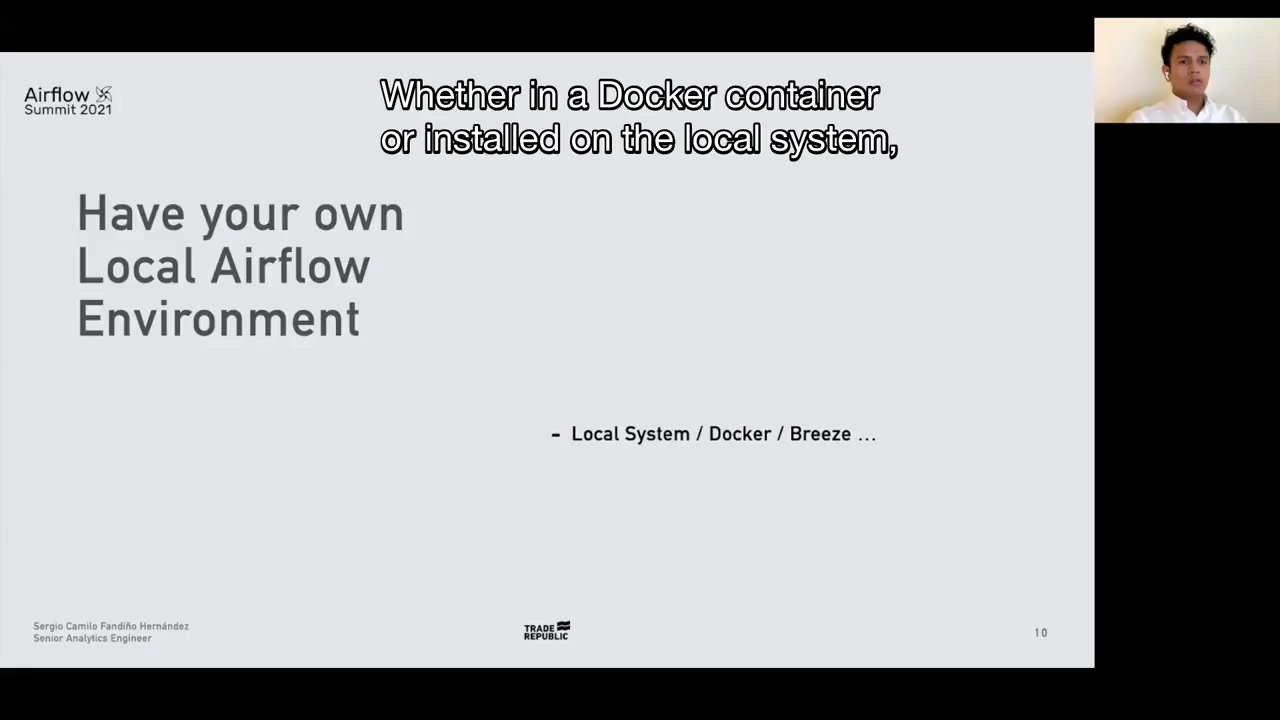 Airflow
Summit 2021
Whether in a Docker container
or installed on the local system,
Have your own
Local Airflow
Environment
- Local System / Docker / Breeze ...
Sergio Camilo Fandiño Hernández
Senior Analytics Engineer
TRADE
REPUBLIC
10